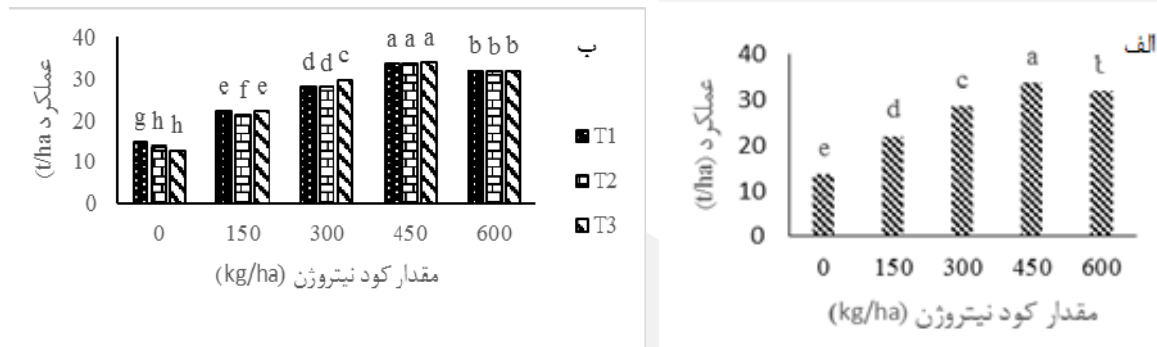 الف
عملکرد (t/ha)
40
30
20
10
0
e
d
c
a
0 150 300 450 600
مقدار کود نیتروژن (kg/ha)
ب
عملکرد (t/ha)
40
30
20
10
0
g h h
e f e
d d c
a a a
b b b
0 150 300 450 600
مقدار کود نیتروژن (kg/ha)
T1
T2
T3